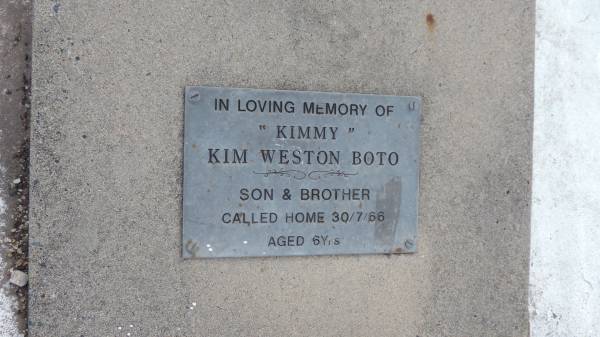 IN LOVING MEMORY OF
" KIMMY "
KIM WESTON BOTO
SON & BROTHER
CALLED HOME 30/7/66
AGED 6Yrs